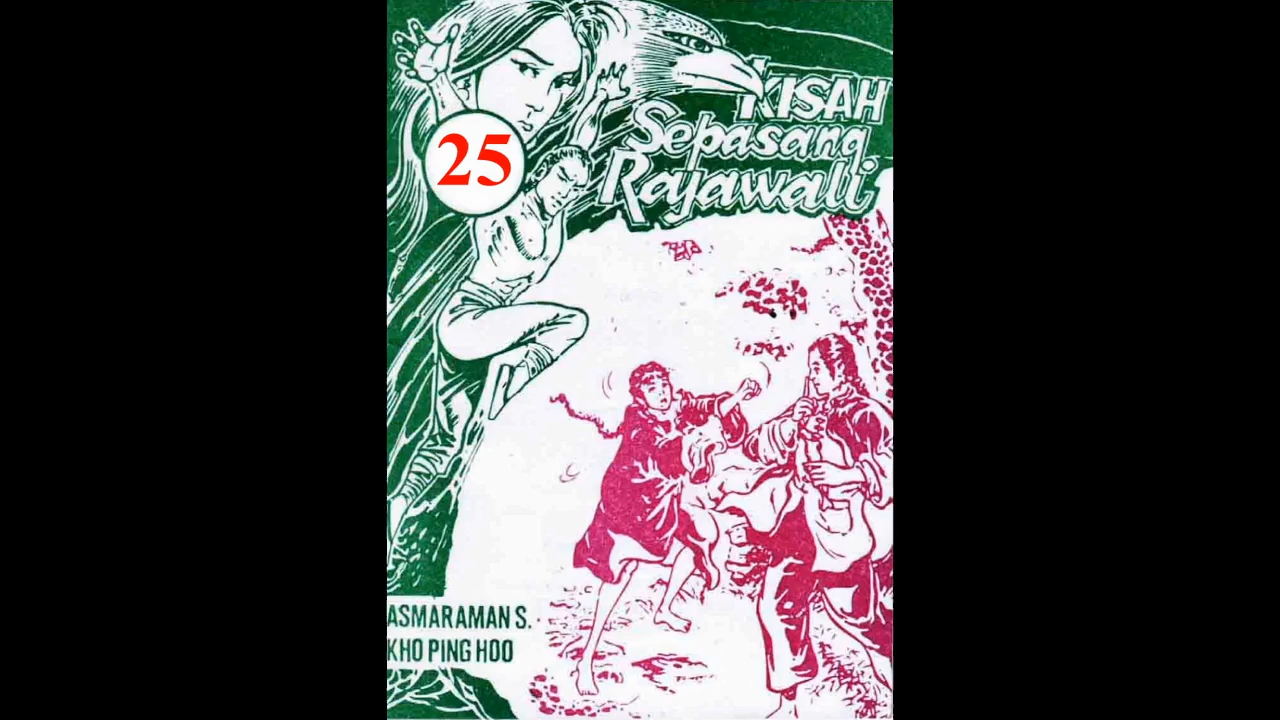 KISAH
Sepasang
Rajawali
25
ASMARAMAN S.
KHO PING HOO